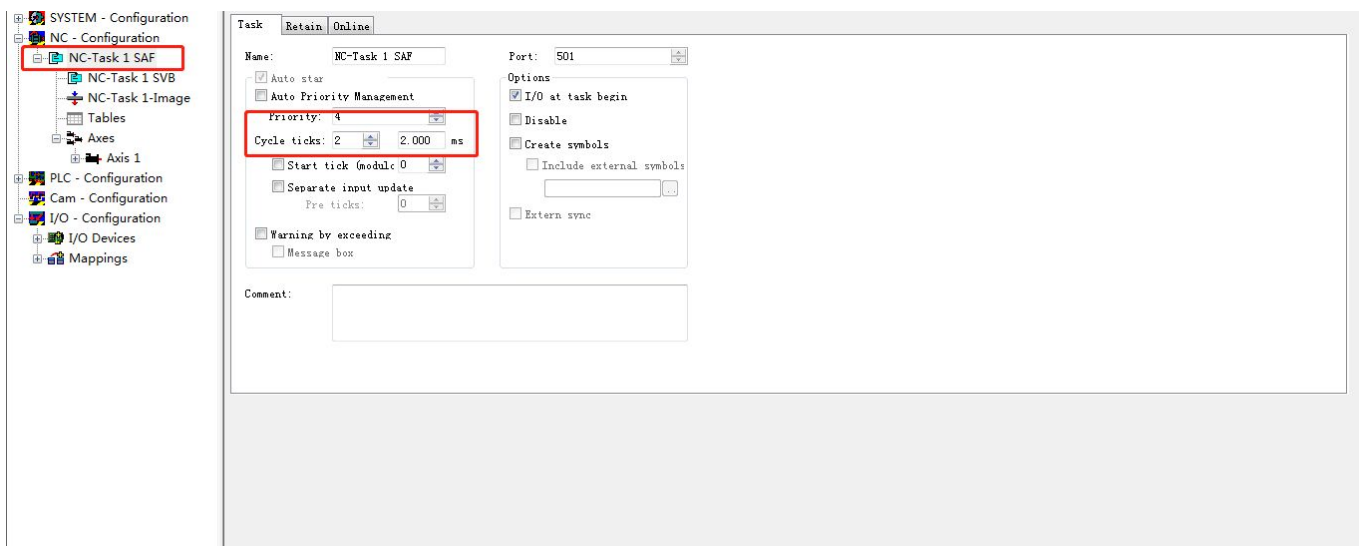 SYSTEM - Configuration
NC - Configuration
NC-Task 1 SAF
NC-Task 1 SVB
NC-Task 1-Image
Tables
Axes
Axis 1
PLC - Configuration
Cam - Configuration
I/O - Configuration
I/O Devices
Mappings
Task Retain Online
Name: NC-Task 1 SAF Port: 501
Auto star
Auto Priority Management
Priority: 4
Cycle ticks: 2 2.000 ms
Start tick (modulc 0
Separate input update
Pre ticks: 0
Warning by exceeding
Message box
Options
I/O at task begin
Disable
Create symbols
Include external symbols
...
Extern sync
Comment: